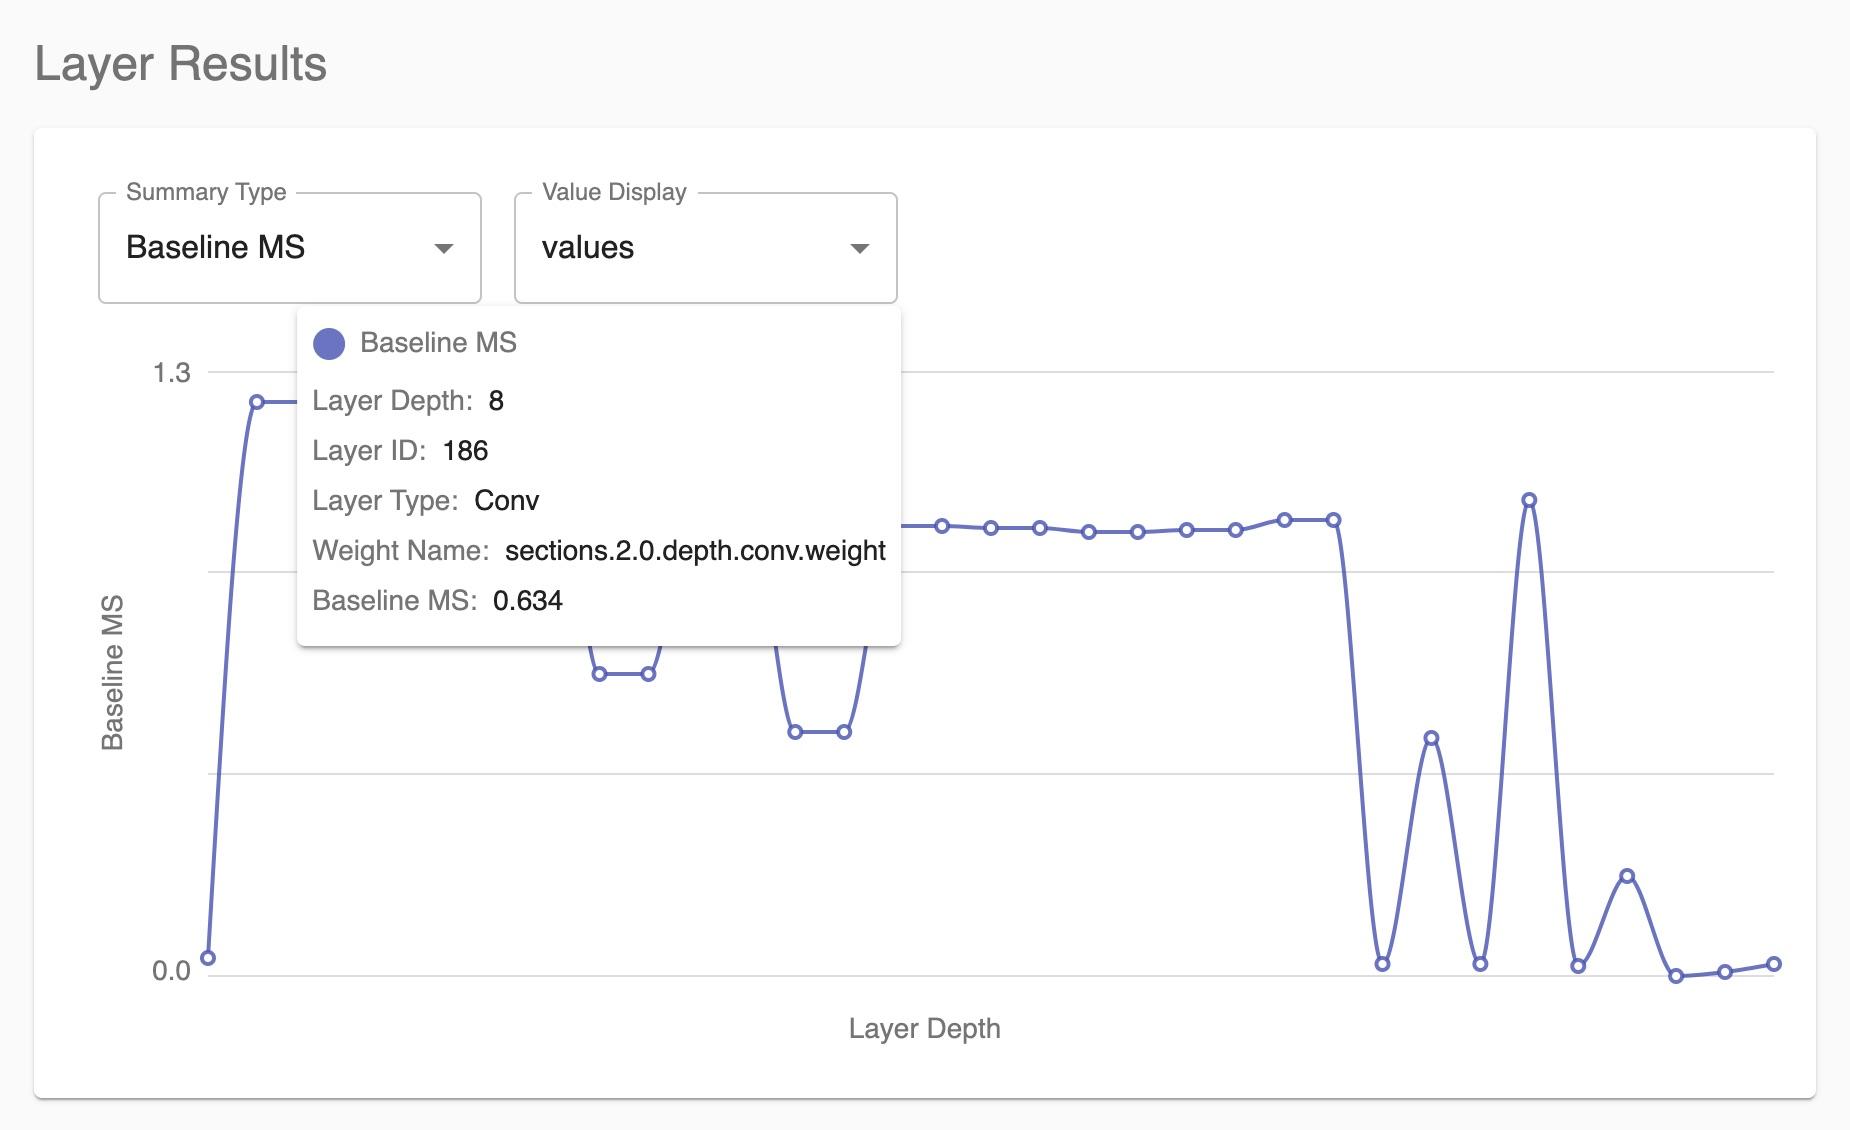 Layer Results
Summary Type
Value Display
Baseline MS
values
Baseline MS
1.3
Layer Depth: 8
Layer ID: 186
Layer Type: Conv
Weight Name: sections.2.0.depth.conv.weight
Baseline MS: 0.634
Baseline MS
0.0
Layer Depth